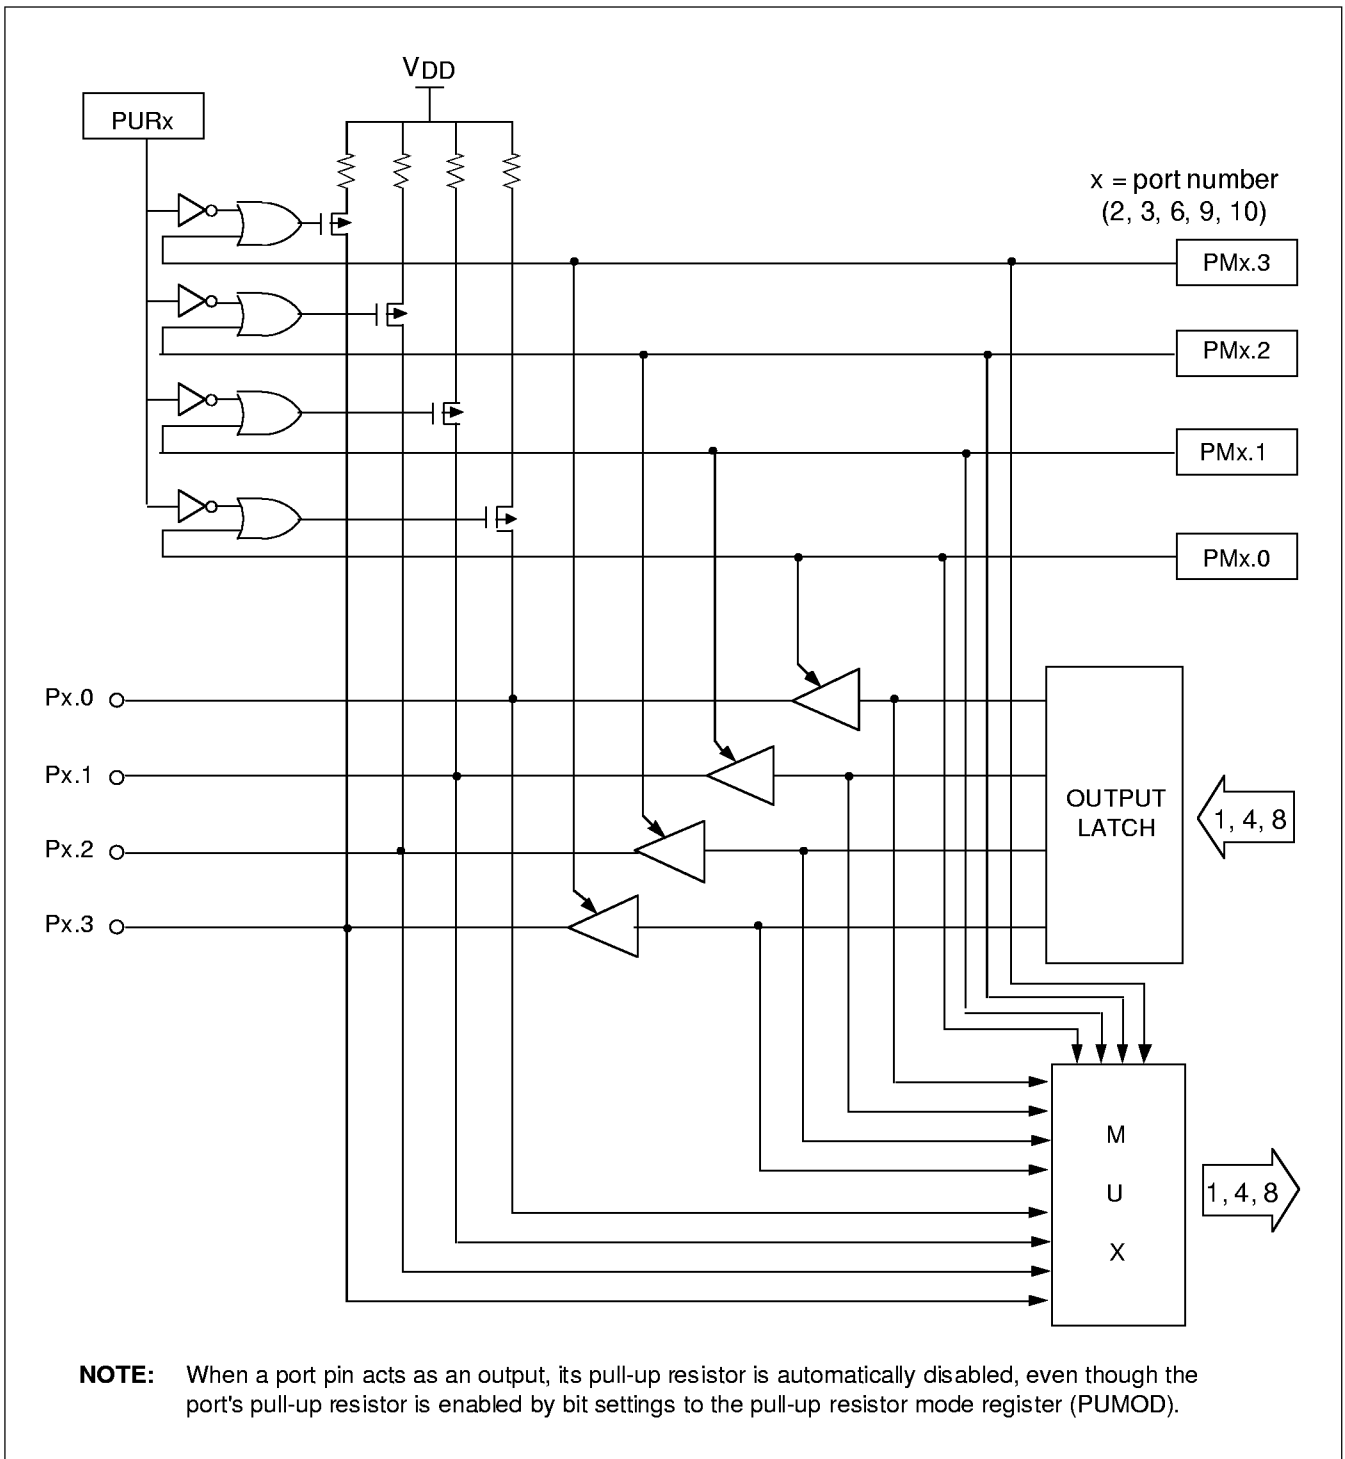 VDD
PURx
x = port number
(2, 3, 6, 9, 10)
PMx.3
PMx.2
PMx.1
PMx.0
Px.0
Px.1
Px.2
Px.3
OUTPUT
LATCH
1, 4, 8
M
U
X
1, 4, 8
NOTE: When a port pin acts as an output, its pull-up resistor is automatically disabled, even though the
port's pull-up resistor is enabled by bit settings to the pull-up resistor mode register (PUMOD).